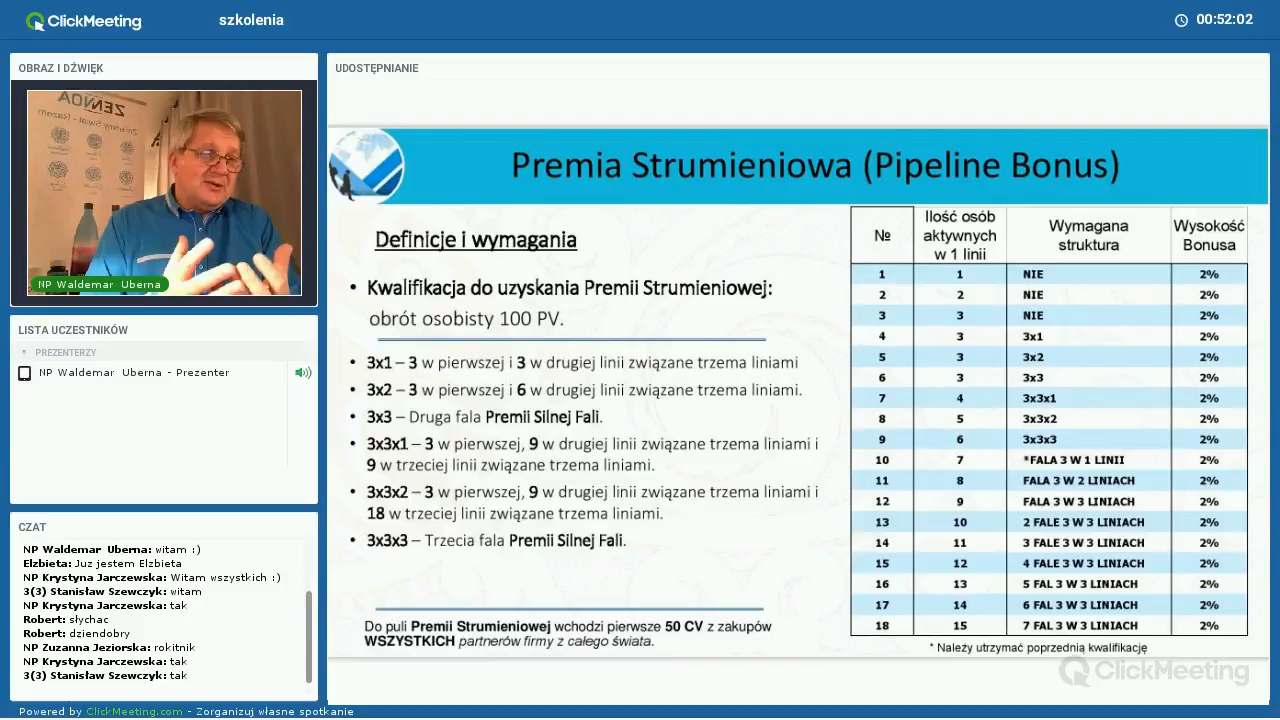 ClickMeeting
szkolenia
00:52:02
OBRAZ I DŹWIĘK
NP Waldemar Uberna
LISTA UCZESTNIKÓW
PREZENTERZY
NP Waldemar Uberna - Prezenter
CZAT
NP Waldemar Uberna: witam :)
Elzbieta: Juz jestem Elzbieta
NP Krystyna Jarczewska: Witam wszystkich :)
3(3) Stanisław Szewczyk: witam
NP Krystyna Jarczewska: tak
Robert: słychac
Robert: dziendobry
NP Zuzanna Jeziorska: rokitnik
NP Krystyna Jarczewska: tak
3(3) Stanisław Szewczyk: tak
UDOSTĘPNIANIE
Premia Strumieniowa (Pipeline Bonus)
Definicje i wymagania
• Kwalifikacja do uzyskania Premii Strumieniowej:
obrót osobisty 100 PV.
• 3x1 – 3 w pierwszej i 3 w drugiej linii związane trzema liniami
• 3x2 – 3 w pierwszej i 6 w drugiej linii związane trzema liniami.
• 3x3 – Druga fala Premii Silnej Fali.
• 3x3x1 – 3 w pierwszej, 9 w drugiej linii związane trzema liniami i
9 w trzeciej linii związane trzema liniami.
• 3x3x2 – 3 w pierwszej, 9 w drugiej linii związane trzema liniami i
18 w trzeciej linii związane trzema liniami.
• 3x3x3 – Trzecia fala Premii Silnej Fali.
Do puli Premii Strumieniowej wchodzi pierwsze 50 CV z zakupów
WSZYSTKICH partnerów firmy z całego świata.
№ Ilość osób aktywnych w 1 linii Wymagana struktura Wysokość Bonusa
1 1 NIE 2%
2 2 NIE 2%
3 3 NIE 2%
4 3 3x1 2%
5 3 3x2 2%
6 3 3x3 2%
7 4 3x3x1 2%
8 5 3x3x2 2%
9 6 3x3x3 2%
10 7 *FALA 3 W 1 LINII 2%
11 8 FALA 3 W 2 LINIACH 2%
12 9 FALA 3 W 3 LINIACH 2%
13 10 2 FALE 3 W 3 LINIACH 2%
14 11 3 FALE 3 W 3 LINIACH 2%
15 12 4 FALE 3 W 3 LINIACH 2%
16 13 5 FAL 3 W 3 LINIACH 2%
17 14 6 FAL 3 W 3 LINIACH 2%
18 15 7 FAL 3 W 3 LINIACH 2%
* Należy utrzymać poprzednią kwalifikację
ClickMeeting
Powered by ClickMeeting.com - Zorganizuj własne spotkanie